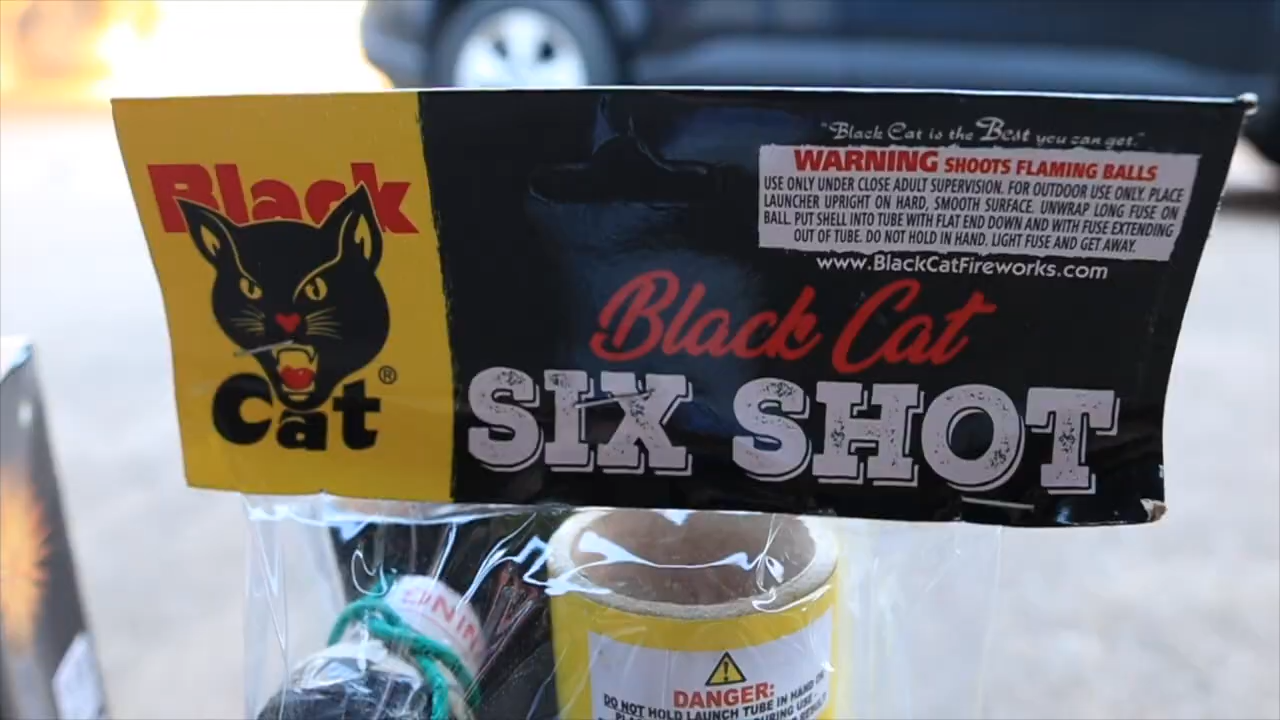 Black
Cat
®
"Black Cat is the Best you can get."
WARNING SHOOTS FLAMING BALLS
USE ONLY UNDER CLOSE ADULT SUPERVISION. FOR OUTDOOR USE ONLY. PLACE
LAUNCHER UPRIGHT ON HARD, SMOOTH SURFACE. UNWRAP LONG FUSE ON
BALL. PUT SHELL INTO TUBE WITH FLAT END DOWN AND WITH FUSE EXTENDING
OUT OF TUBE. DO NOT HOLD IN HAND, LIGHT FUSE AND GET AWAY.
www.BlackCatFireworks.com
Black Cat
SIX SHOT
DANGER:
DO NOT HOLD LAUNCH TUBE IN HAND